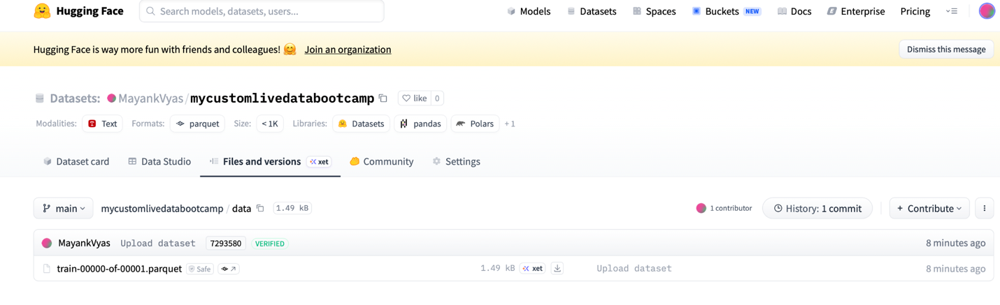 Hugging Face Search models, datasets, users... Models Datasets Spaces Buckets NEW Docs Enterprise Pricing
Hugging Face is way more fun with friends and colleagues! 🤗 Join an organization Dismiss this message
Datasets: MayankVyas/mycustomlivedatabootcamp like 0
Modalities: Text Formats: parquet Size: < 1K Libraries: Datasets pandas Polars + 1
Dataset card Data Studio Files and versions xet Community Settings
main mycustomlivedatabootcamp / data 1.49 kB 1 contributor History: 1 commit + Contribute
MayankVyas Upload dataset 7293580 VERIFIED 8 minutes ago
train-00000-of-00001.parquet Safe 1.49 kB xet Upload dataset 8 minutes ago